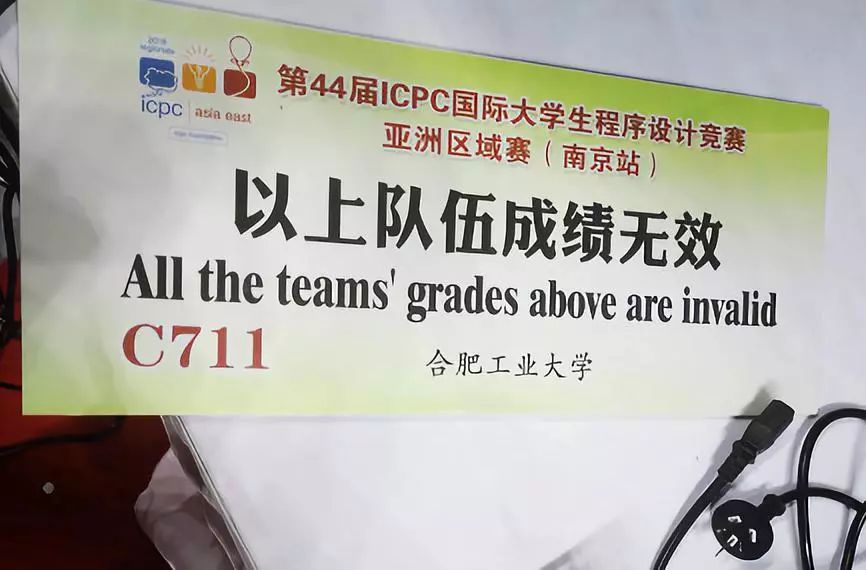 2019
regionals
icpc asia east
第44届ICPC国际大学生程序设计竞赛
亚洲区域赛（南京站）
以上队伍成绩无效
All the teams' grades above are invalid
C711
合肥工业大学